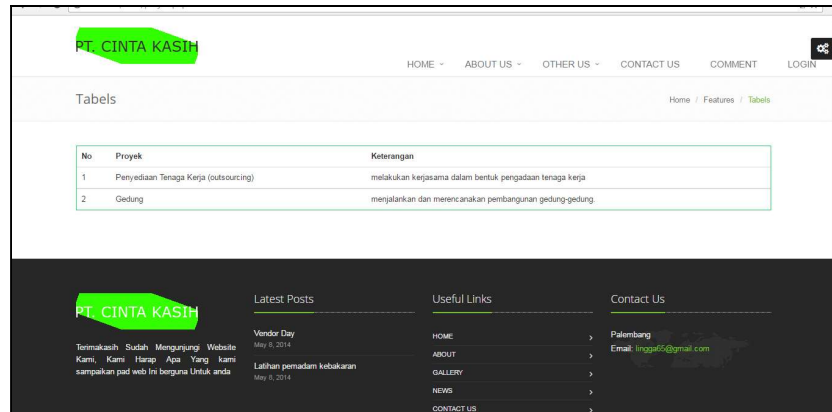 PT. CINTA KASIH
HOME ABOUT US OTHER US CONTACT US COMMENT LOGIN
Tabels
Home / Features / Tabels
No Proyek Keterangan
1 Penyediaan Tenaga Kerja (outsourcing) melakukan kerjasama dalam bentuk pengadaan tenaga kerja
2 Gedung menjalankan dan merencanakan pembangunan gedung-gedung.
PT. CINTA KASIH
Terimakasih Sudah Mengunjungi Website
Kami, Kami Harap Apa Yang kami
sampaikan pad web Ini berguna Untuk anda
Latest Posts
Vendor Day
May 8, 2014
Latihan pemadam kebakaran
May 8, 2014
Useful Links
HOME
ABOUT
GALLERY
NEWS
CONTACT US
Contact Us
Palembang
Email: lingga65@gmail.com